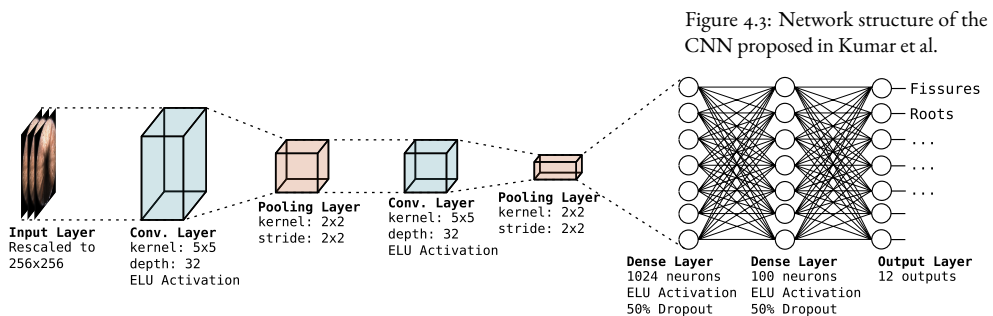 Figure 4.3: Network structure of the
CNN proposed in Kumar et al.
Fissures
Roots
...
...
...
Input Layer
Rescaled to
256x256
Conv. Layer
kernel: 5x5
depth: 32
ELU Activation
Pooling Layer
kernel: 2x2
stride: 2x2
Conv. Layer
kernel: 5x5
depth: 32
ELU Activation
Pooling Layer
kernel: 2x2
stride: 2x2
Dense Layer
1024 neurons
ELU Activation
50% Dropout
Dense Layer
100 neurons
ELU Activation
50% Dropout
Output Layer
12 outputs